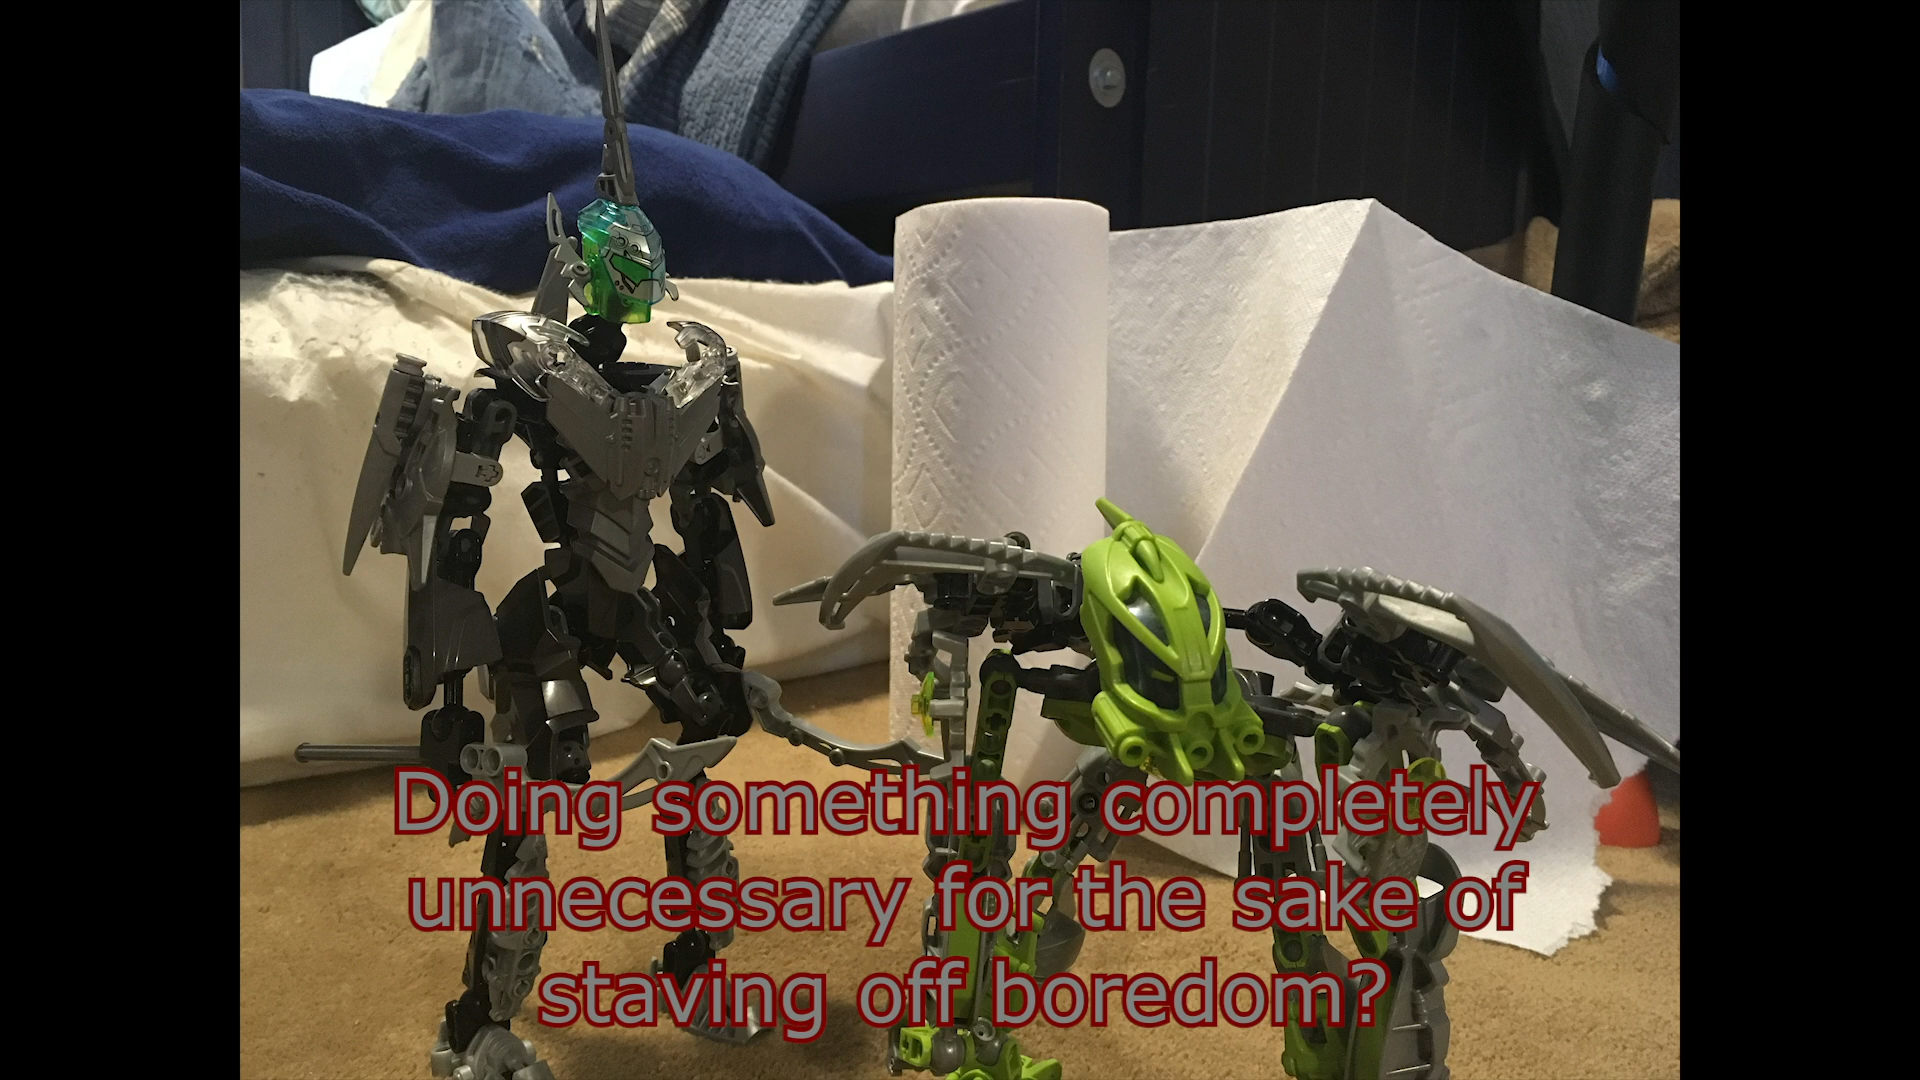 Doing something completely
unnecessary for the sake of
staving off boredom?